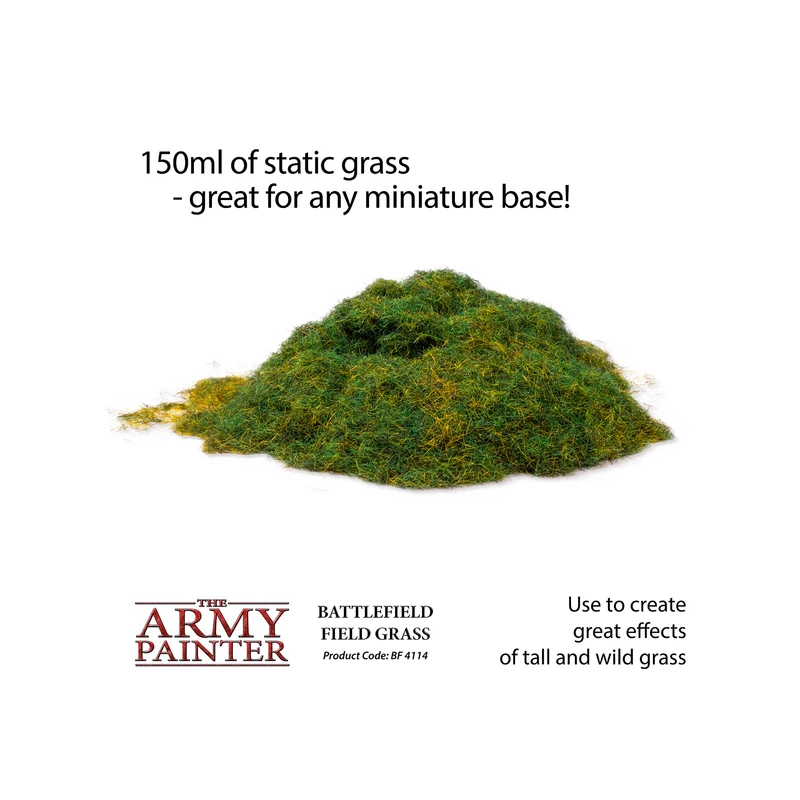 150ml of static grass
- great for any miniature base!
THE
ARMY
PAINTER
BATTLEFIELD
FIELD GRASS
Product Code: BF 4114
Use to create
great effects
of tall and wild grass